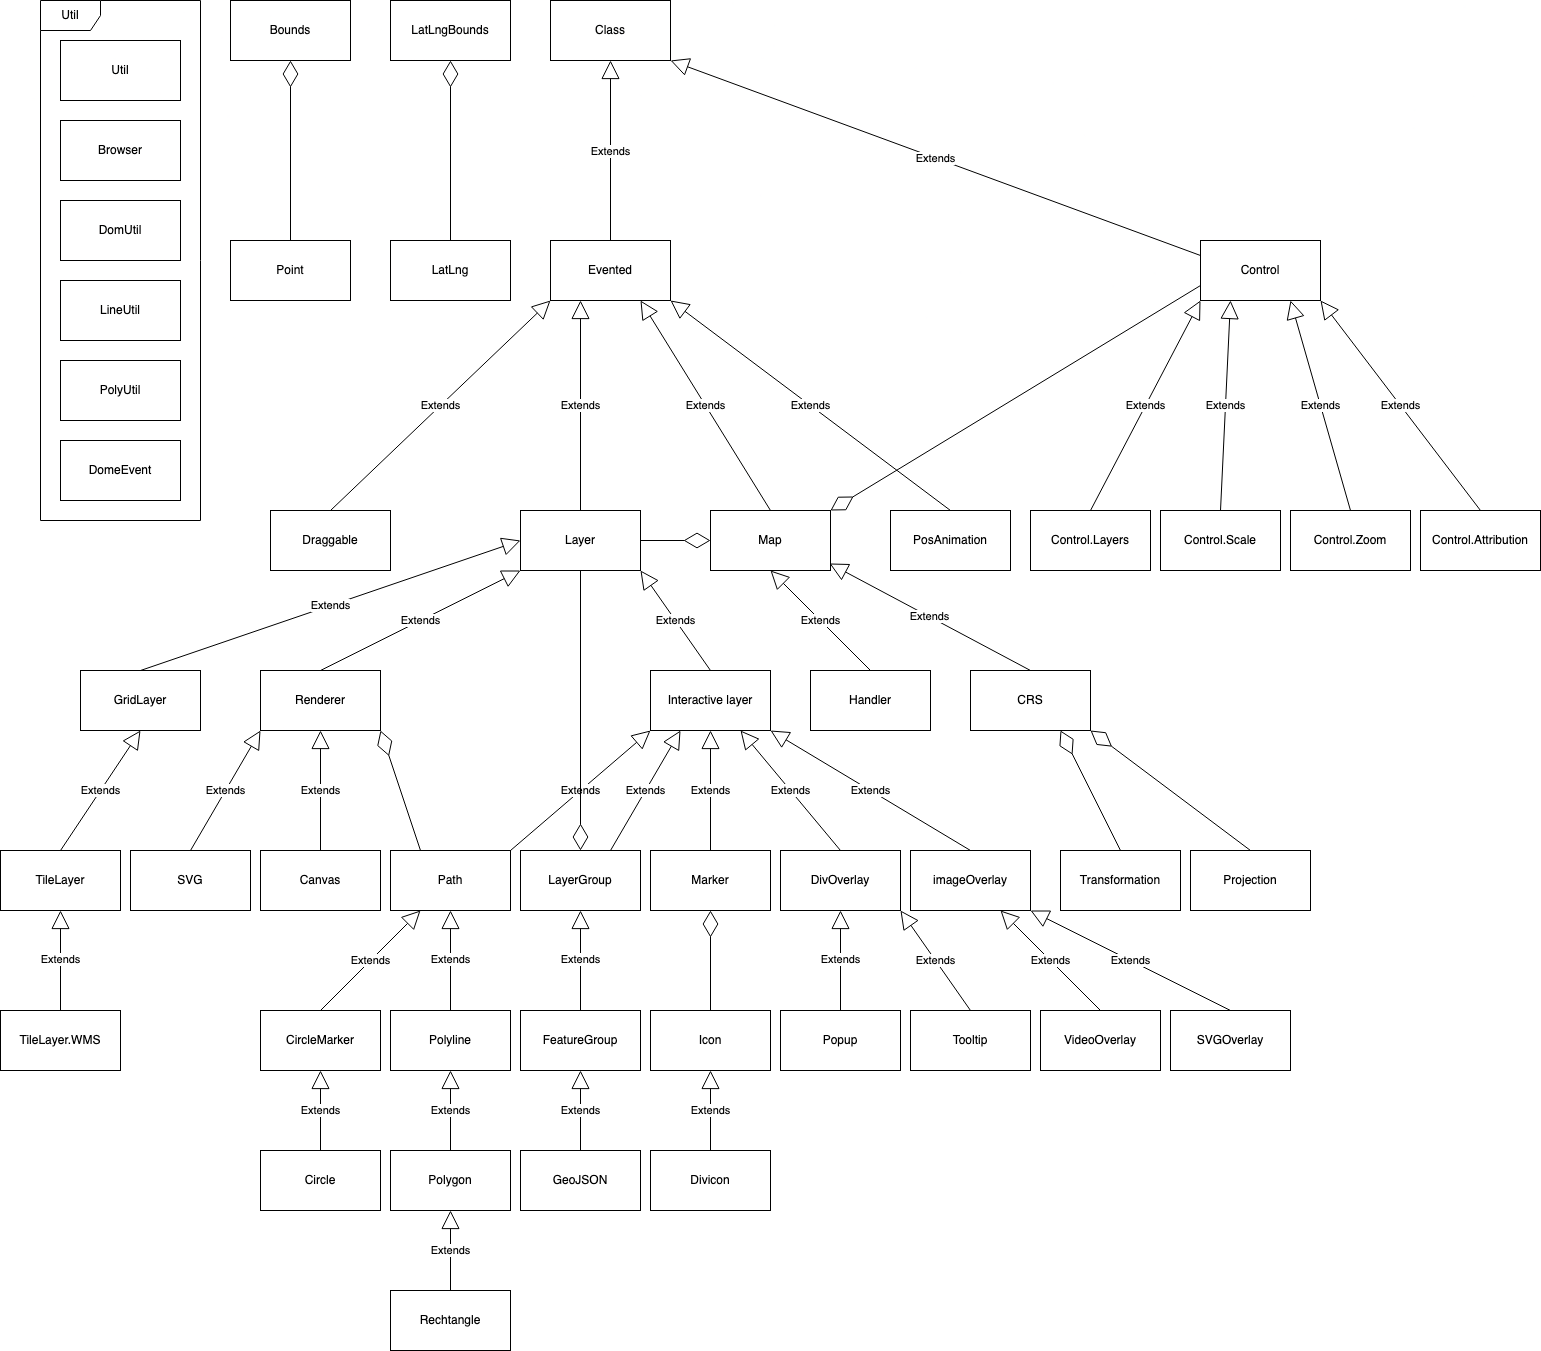 Util
Bounds
LatLngBounds
Class
Util
Browser
Extends
Extends
DomUtil
Point
LatLng
Evented
Control
LineUtil
PolyUtil
Extends
Extends
Extends
Extends
Extends
Extends
Extends
Extends
DomeEvent
Draggable
Layer
Map
PosAnimation
Control.Layers
Control.Scale
Control.Zoom
Control.Attribution
Extends
Extends
Extends
Extends
Extends
GridLayer
Renderer
Interactive layer
Handler
CRS
Extends
Extends
Extends
Extends
Extends
Extends
Extends
Extends
TileLayer
SVG
Canvas
Path
LayerGroup
Marker
DivOverlay
imageOverlay
Transformation
Projection
Extends
Extends
Extends
Extends
Extends
Extends
Extends
Extends
TileLayer.WMS
CircleMarker
Polyline
FeatureGroup
Icon
Popup
Tooltip
VideoOverlay
SVGOverlay
Extends
Extends
Extends
Extends
Circle
Polygon
GeoJSON
Divicon
Extends
Rechtangle